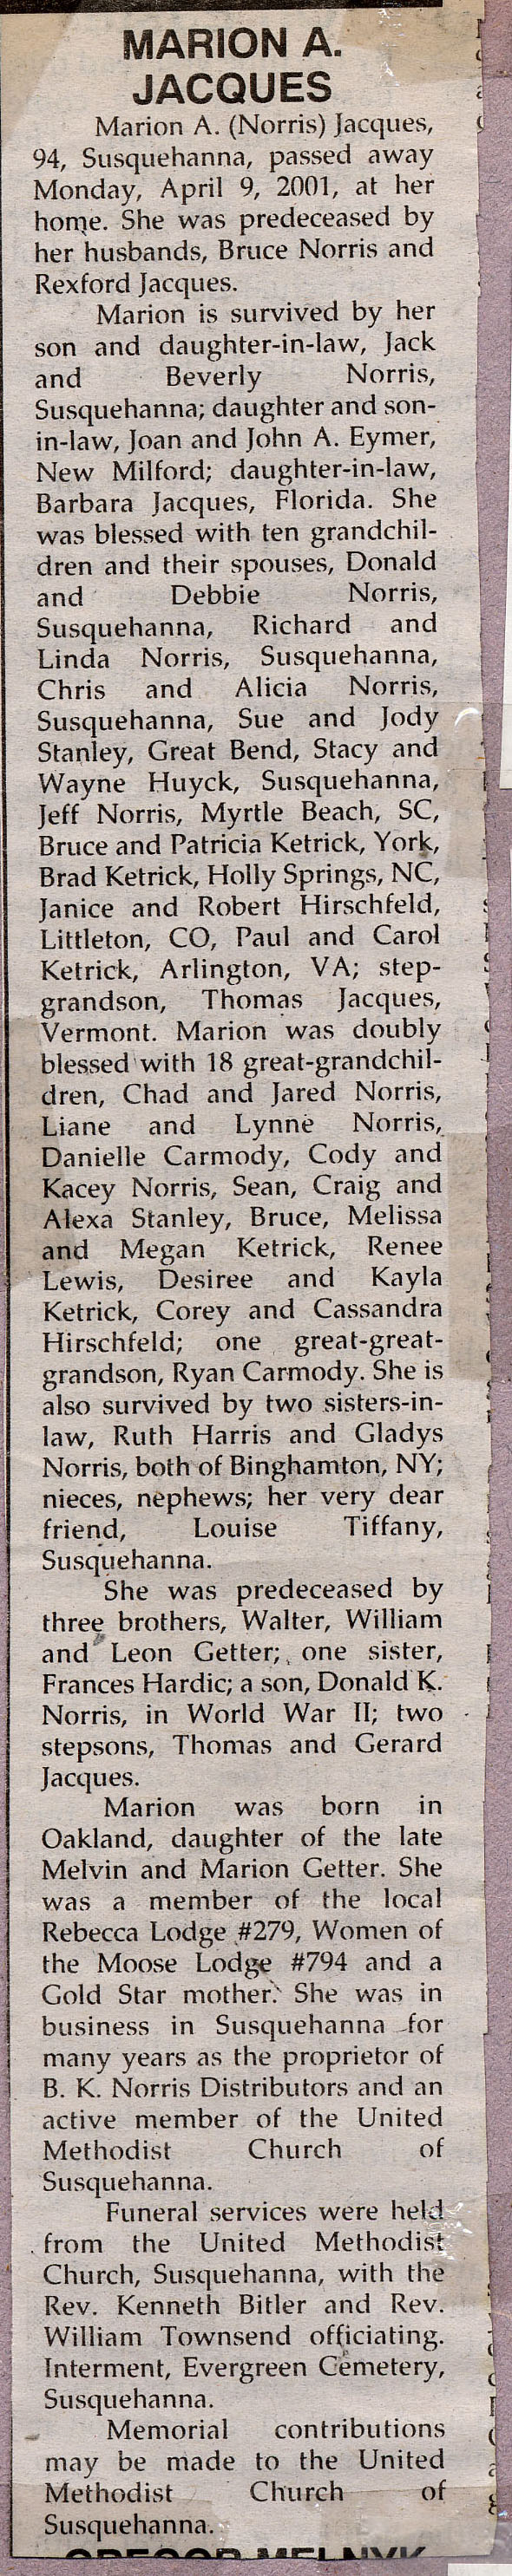 MARION A.
JACQUES
Marion A. (Norris) Jacques,
94, Susquehanna, passed away
Monday, April 9, 2001, at her
home. She was predeceased by
her husbands, Bruce Norris and
Rexford Jacques.
Marion is survived by her
son and daughter-in-law, Jack
and Beverly Norris,
Susquehanna; daughter and son-
in-law, Joan and John A. Eymer,
New Milford; daughter-in-law,
Barbara Jacques, Florida. She
was blessed with ten grandchil-
dren and their spouses, Donald
and Debbie Norris,
Susquehanna, Richard and
Linda Norris, Susquehanna,
Chris and Alicia Norris,
Susquehanna, Sue and Jody
Stanley, Great Bend, Stacy and
Wayne Huyck, Susquehanna,
Jeff Norris, Myrtle Beach, SC,
Bruce and Patricia Ketrick, York,
Brad Ketrick, Holly Springs, NC,
Janice and Robert Hirschfeld,
Littleton, CO, Paul and Carol
Ketrick, Arlington, VA; step-
grandson, Thomas Jacques,
Vermont. Marion was doubly
blessed with 18 great-grandchil-
dren, Chad and Jared Norris,
Liane and Lynne Norris,
Danielle Carmody, Cody and
Kacey Norris, Sean, Craig and
Alexa Stanley, Bruce, Melissa
and Megan Ketrick, Renee
Lewis, Desiree and Kayla
Ketrick, Corey and Cassandra
Hirschfeld; one great-great-
grandson, Ryan Carmody. She is
also survived by two sisters-in-
law, Ruth Harris and Gladys
Norris, both of Binghamton, NY;
nieces, nephews; her very dear
friend, Louise Tiffany,
Susquehanna.
She was predeceased by
three brothers, Walter, William
and Leon Getter; one sister,
Frances Hardic; a son, Donald K.
Norris, in World War II; two
stepsons, Thomas and Gerard
Jacques.
Marion was born in
Oakland, daughter of the late
Melvin and Marion Getter. She
was a member of the local
Rebecca Lodge #279, Women of
the Moose Lodge #794 and a
Gold Star mother. She was in
business in Susquehanna for
many years as the proprietor of
B. K. Norris Distributors and an
active member of the United
Methodist Church of
Susquehanna.
Funeral services were held
from the United Methodist
Church, Susquehanna, with the
Rev. Kenneth Bitler and Rev.
William Townsend officiating.
Interment, Evergreen Cemetery,
Susquehanna.
Memorial contributions
may be made to the United
Methodist Church of
Susquehanna.
GREGOR MELNYK